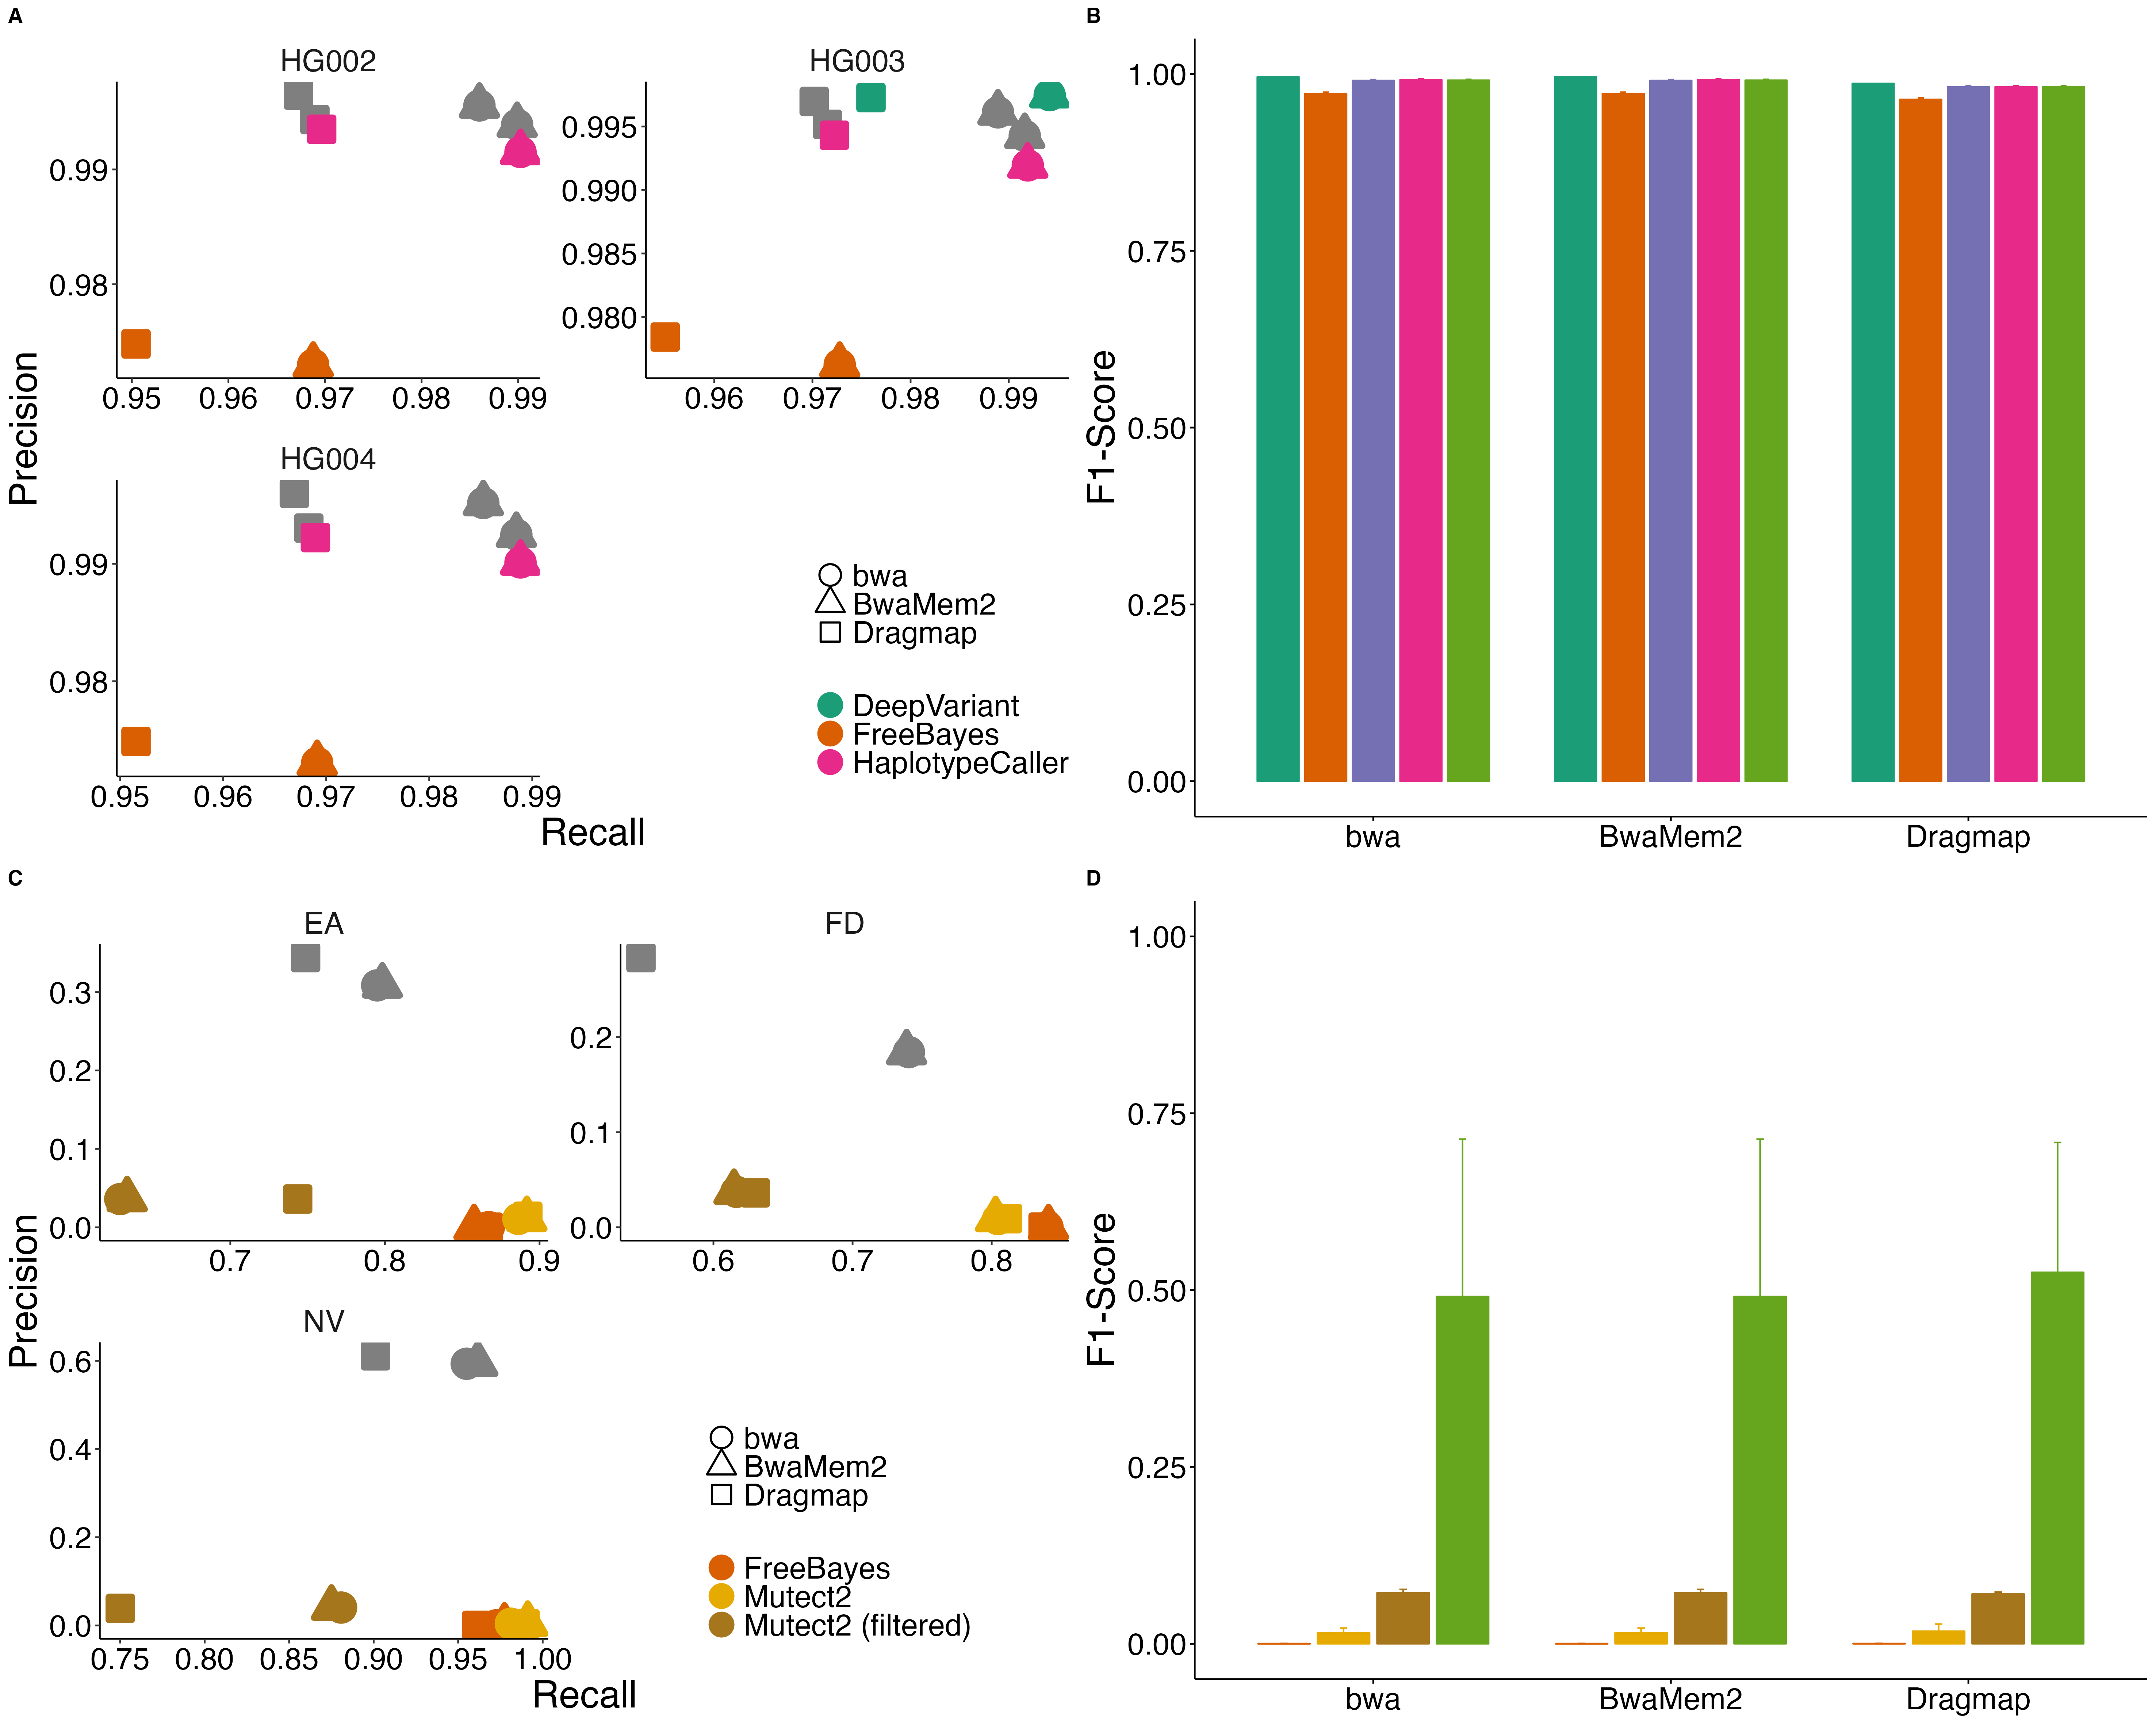 A
HG002
HG003
0.99
0.98
0.995
0.990
0.985
0.980
0.95 0.96 0.97 0.98 0.99
0.96 0.97 0.98 0.99
Precision
HG004
0.99
0.98
0.95 0.96 0.97 0.98 0.99
Recall
bwa
BwaMem2
Dragmap
DeepVariant
FreeBayes
HaplotypeCaller
B
F1-Score
1.00
0.75
0.50
0.25
0.00
bwa BwaMem2 Dragmap
C
EA
FD
0.3
0.2
0.1
0.0
0.2
0.1
0.0
0.7 0.8 0.9
0.6 0.7 0.8
Precision
NV
0.6
0.4
0.2
0.0
0.75 0.80 0.85 0.90 0.95 1.00
Recall
bwa
BwaMem2
Dragmap
FreeBayes
Mutect2
Mutect2 (filtered)
D
F1-Score
1.00
0.75
0.50
0.25
0.00
bwa BwaMem2 Dragmap